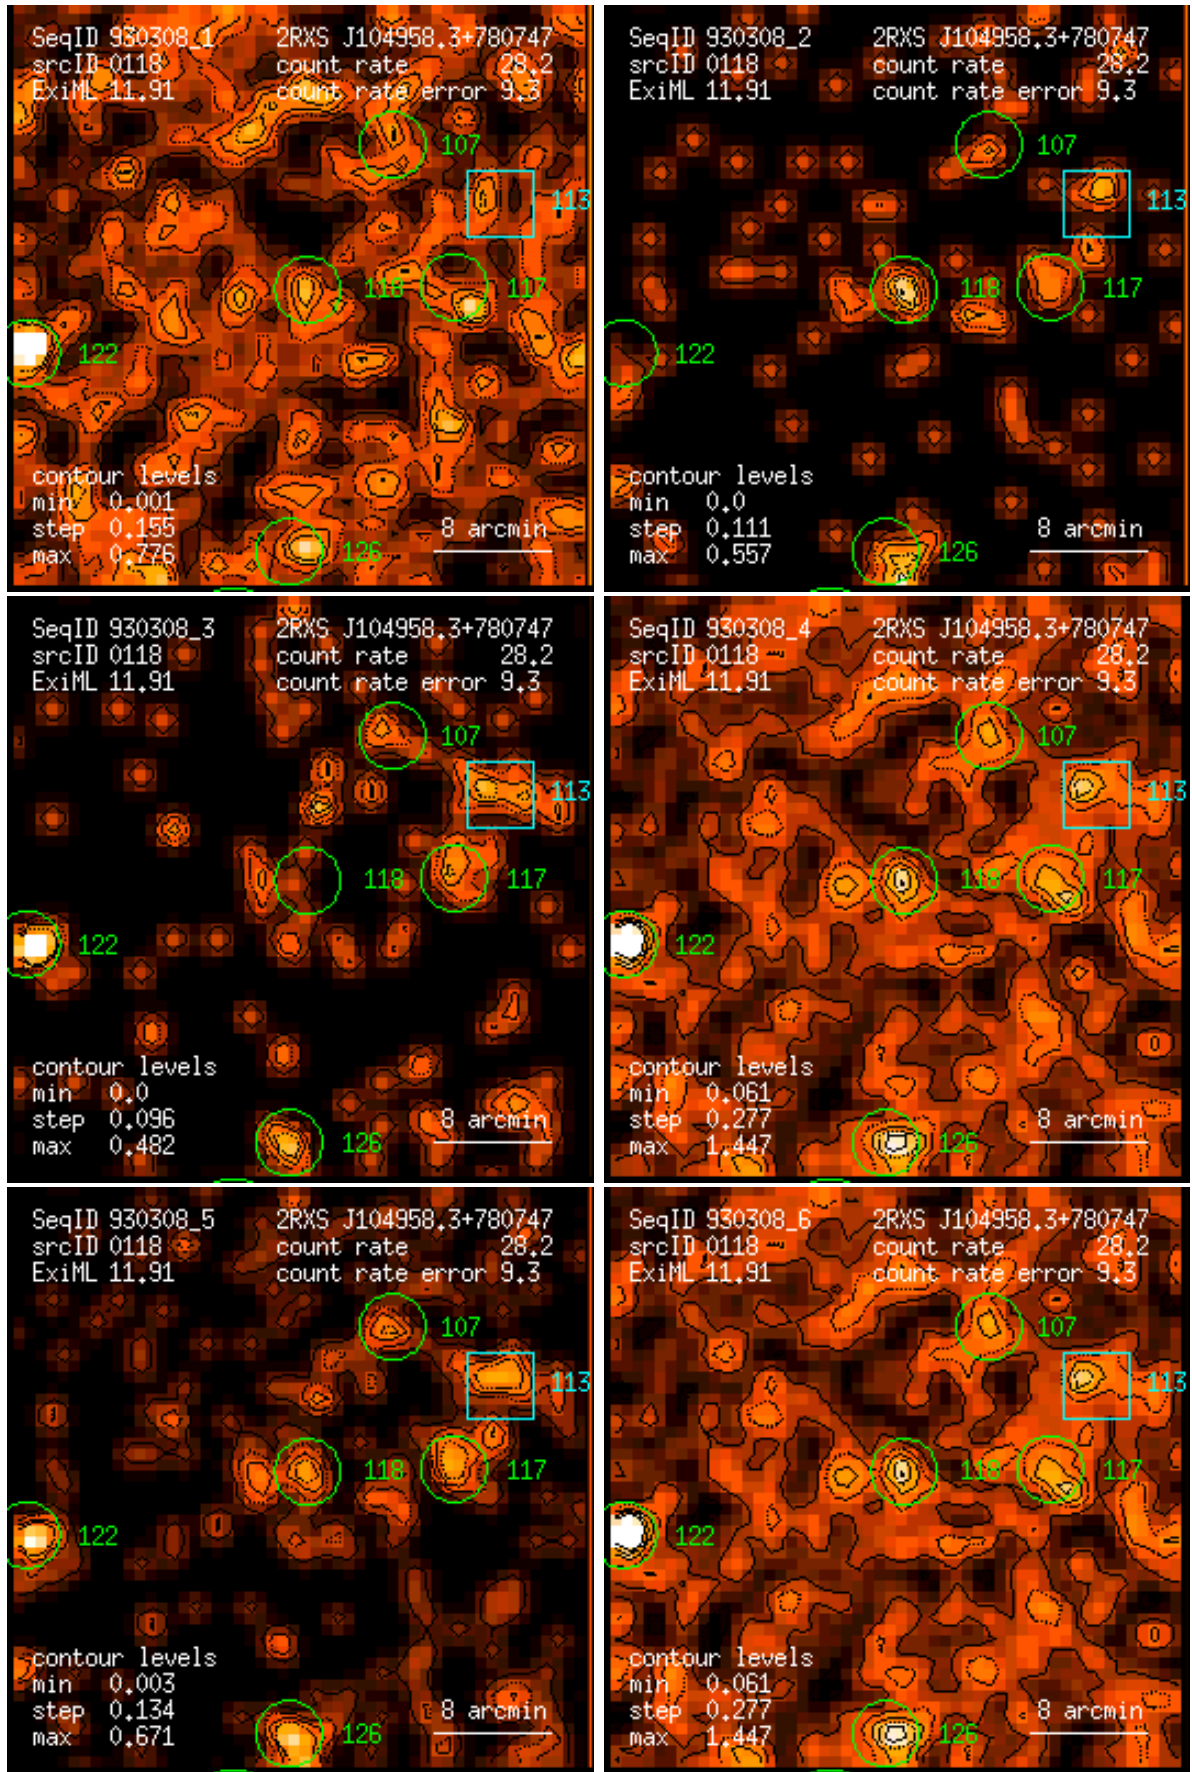 SeqID 930308_1 2RXS J104958.3+780747
srcID 0118 count rate 28.2
ExiML 11.91 count rate error 9.3
107
113
118 117
122
contour levels
min 0.001
step 0.155 8 arcmin
max 0.776 126
SeqID 930308_2 2RXS J104958.3+780747
srcID 0118 count rate 28.2
ExiML 11.91 count rate error 9.3
107
113
118 117
122
contour levels
min 0.0
step 0.111 8 arcmin
max 0.557 126
SeqID 930308_3 2RXS J104958.3+780747
srcID 0118 count rate 28.2
ExiML 11.91 count rate error 9.3
107
113
118 117
122
contour levels
min 0.0
step 0.096 8 arcmin
max 0.482 126
SeqID 930308_4 2RXS J104958.3+780747
srcID 0118 count rate 28.2
ExiML 11.91 count rate error 9.3
107
113
118 117
122
contour levels
min 0.061
step 0.277 8 arcmin
max 1.447 126
SeqID 930308_5 2RXS J104958.3+780747
srcID 0118 count rate 28.2
ExiML 11.91 count rate error 9.3
107
113
118 117
122
contour levels
min 0.003
step 0.134 8 arcmin
max 0.671 126
SeqID 930308_6 2RXS J104958.3+780747
srcID 0118 count rate 28.2
ExiML 11.91 count rate error 9.3
107
113
118 117
122
contour levels
min 0.061
step 0.277 8 arcmin
max 1.447 126